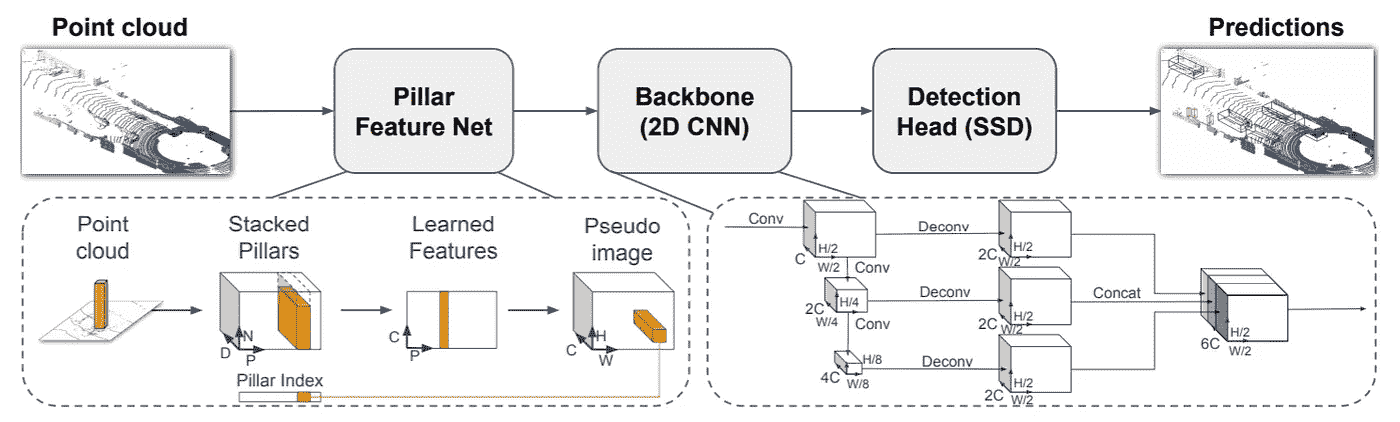 Point cloud
Predictions
Pillar
Feature Net
Backbone
(2D CNN)
Detection
Head (SSD)
Point
cloud
Stacked
Pillars
Learned
Features
Pseudo
image
N
D
P
C
P
H
C
W
Pillar Index
Conv
H/2
C
W/2
Conv
H/4
2C
W/4
Conv
H/8
4C
W/8
Deconv
H/2
2C
W/2
Deconv
H/2
2C
W/2
Deconv
H/2
2C
W/2
Concat
H/2
6C
W/2